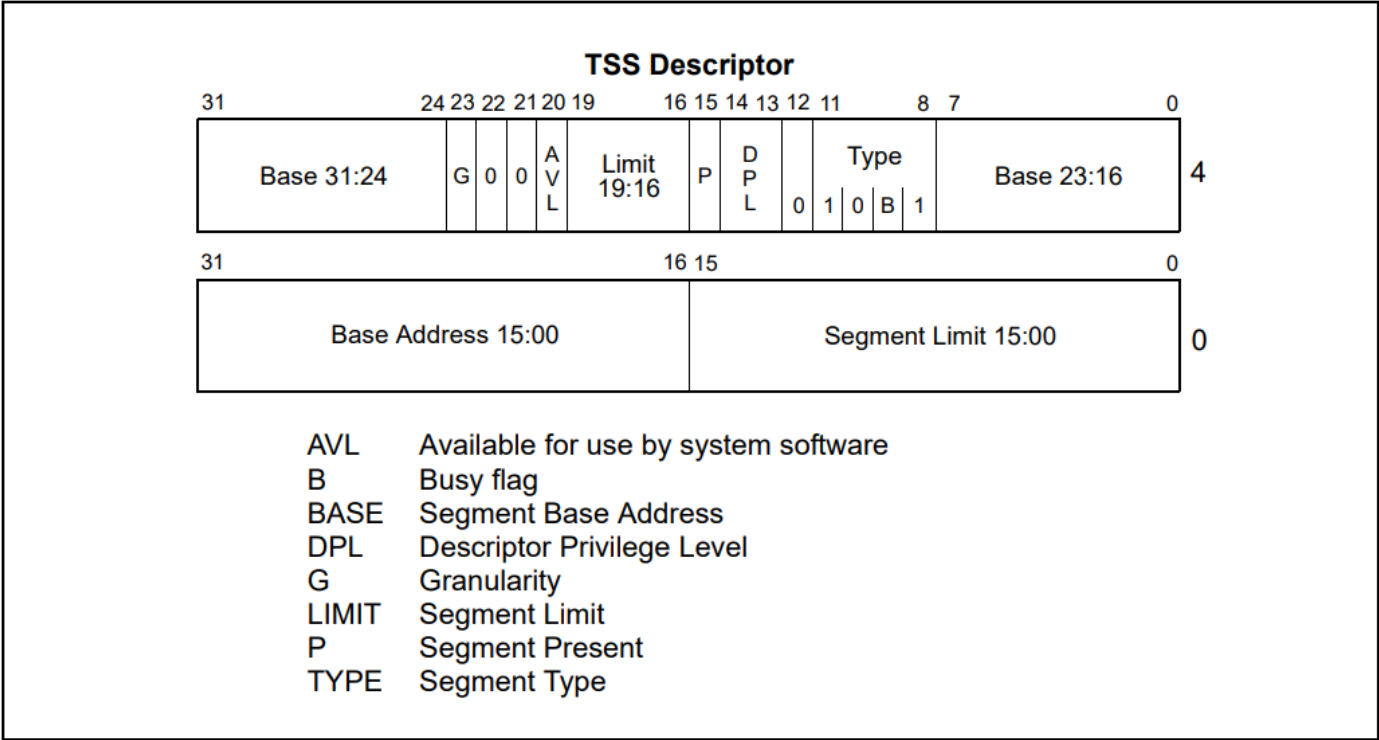 TSS Descriptor
31 24 23 22 21 20 19 16 15 14 13 12 11 8 7 0
Base 31:24 G 0 0 AVL Limit 19:16 P DPL 0 Type 1 0 B 1 Base 23:16 4
31 16 15 0
Base Address 15:00 Segment Limit 15:00 0
AVL Available for use by system software
B Busy flag
BASE Segment Base Address
DPL Descriptor Privilege Level
G Granularity
LIMIT Segment Limit
P Segment Present
TYPE Segment Type